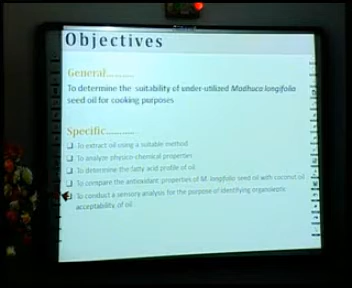 Objectives
General..........
To determine the suitability of under-utilized Madhuca longifolia
seed oil for cooking purposes
Specific..........
To extract oil using a suitable method
To analyze physico-chemical properties
To determine the fatty acid profile of oil
To compare the antioxidant properties of M. longifolia seed oil with coconut oil
To conduct a sensory analysis for the purpose of identifying organoleptic
acceptability of oil